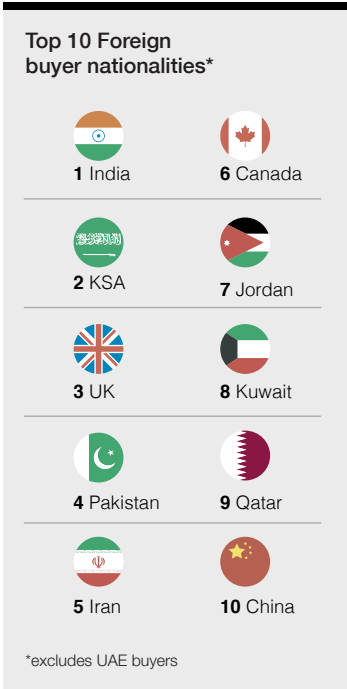 Top 10 Foreign
buyer nationalities*
1 India
6 Canada
2 KSA
7 Jordan
3 UK
8 Kuwait
4 Pakistan
9 Qatar
5 Iran
10 China
*excludes UAE buyers